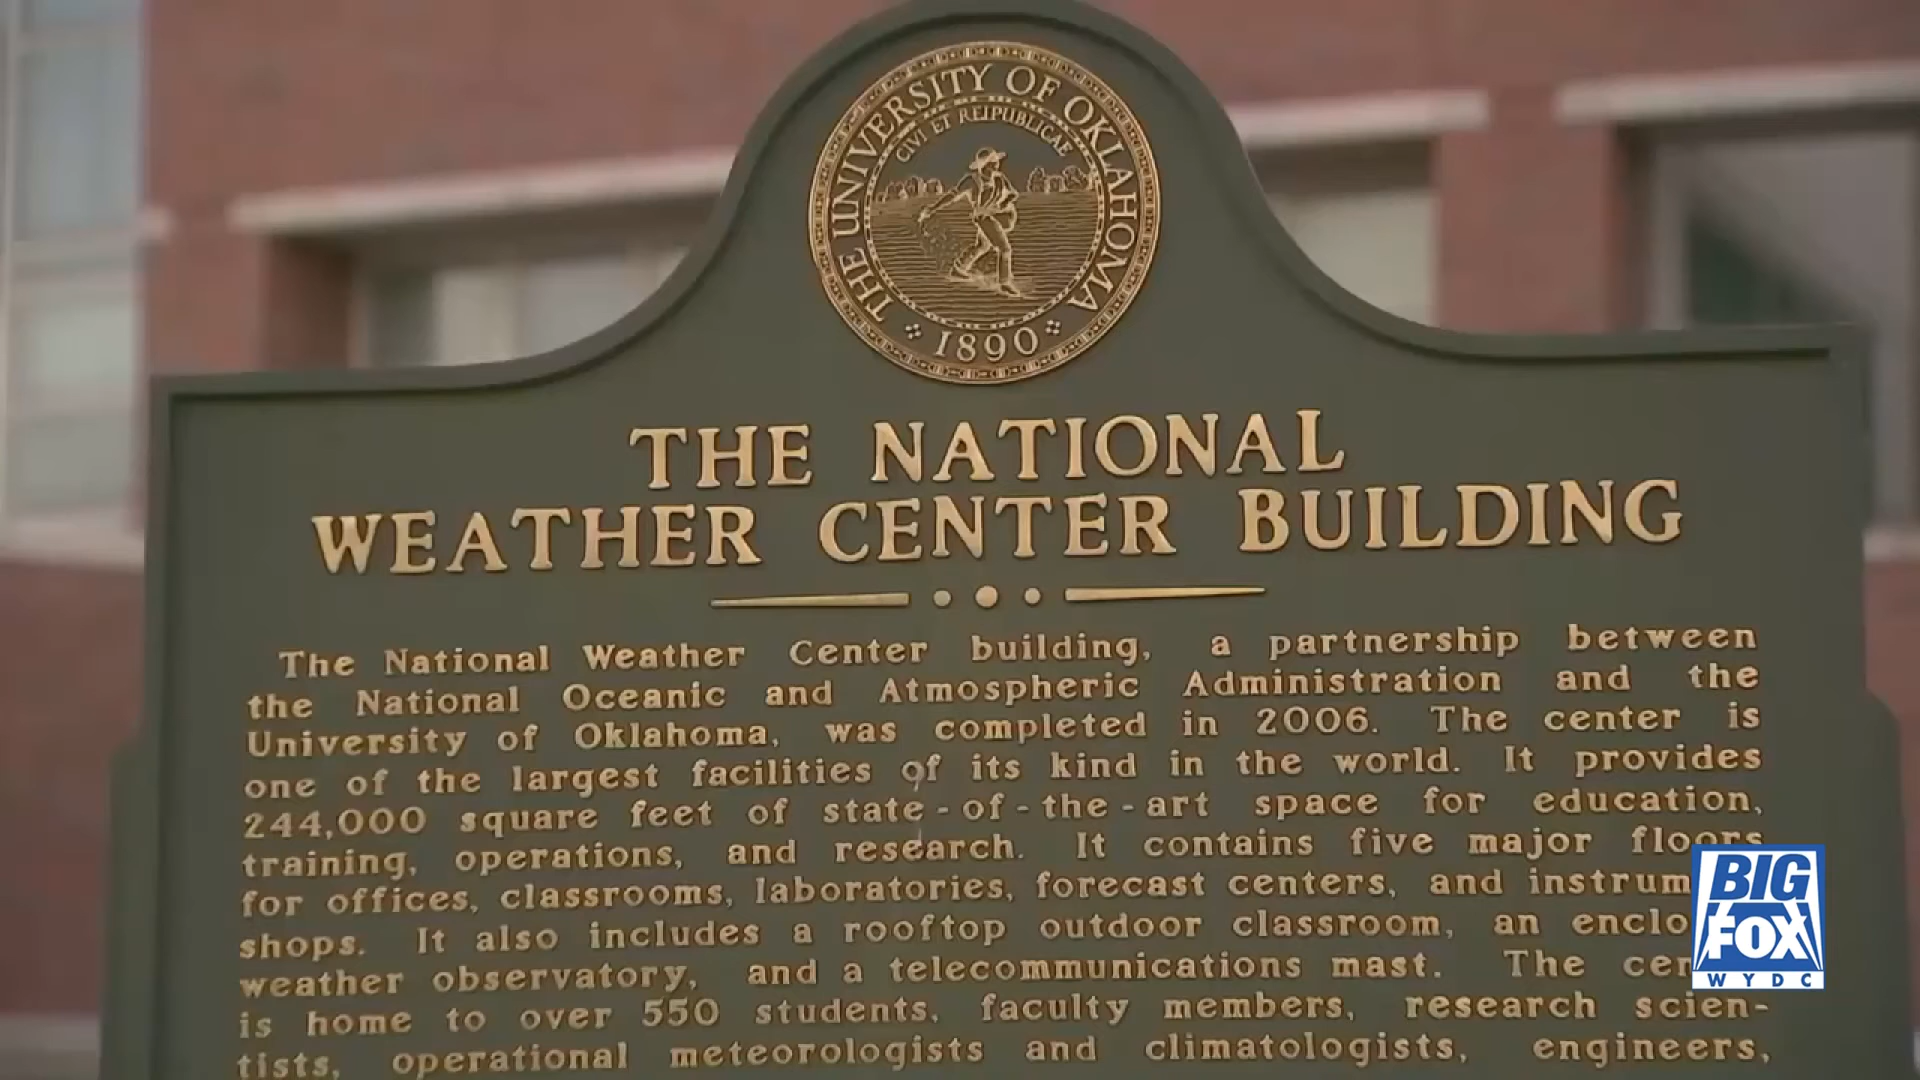 THE UNIVERSITY OF OKLAHOMA
CIVI ET REIPUBLICAE
1890
THE NATIONAL
WEATHER CENTER BUILDING
The National Weather Center building, a partnership between
the National Oceanic and Atmospheric Administration and the
University of Oklahoma, was completed in 2006. The center is
one of the largest facilities of its kind in the world. It provides
244,000 square feet of state-of-the-art space for education,
training, operations, and research. It contains five major floors
for offices, classrooms, laboratories, forecast centers, and instrum
shops. It also includes a rooftop outdoor classroom, an enclo
weather observatory, and a telecommunications mast. The cen
is home to over 550 students, faculty members, research scien-
tists, operational meteorologists and climatologists, engineers,
BIG
FOX
WYDC